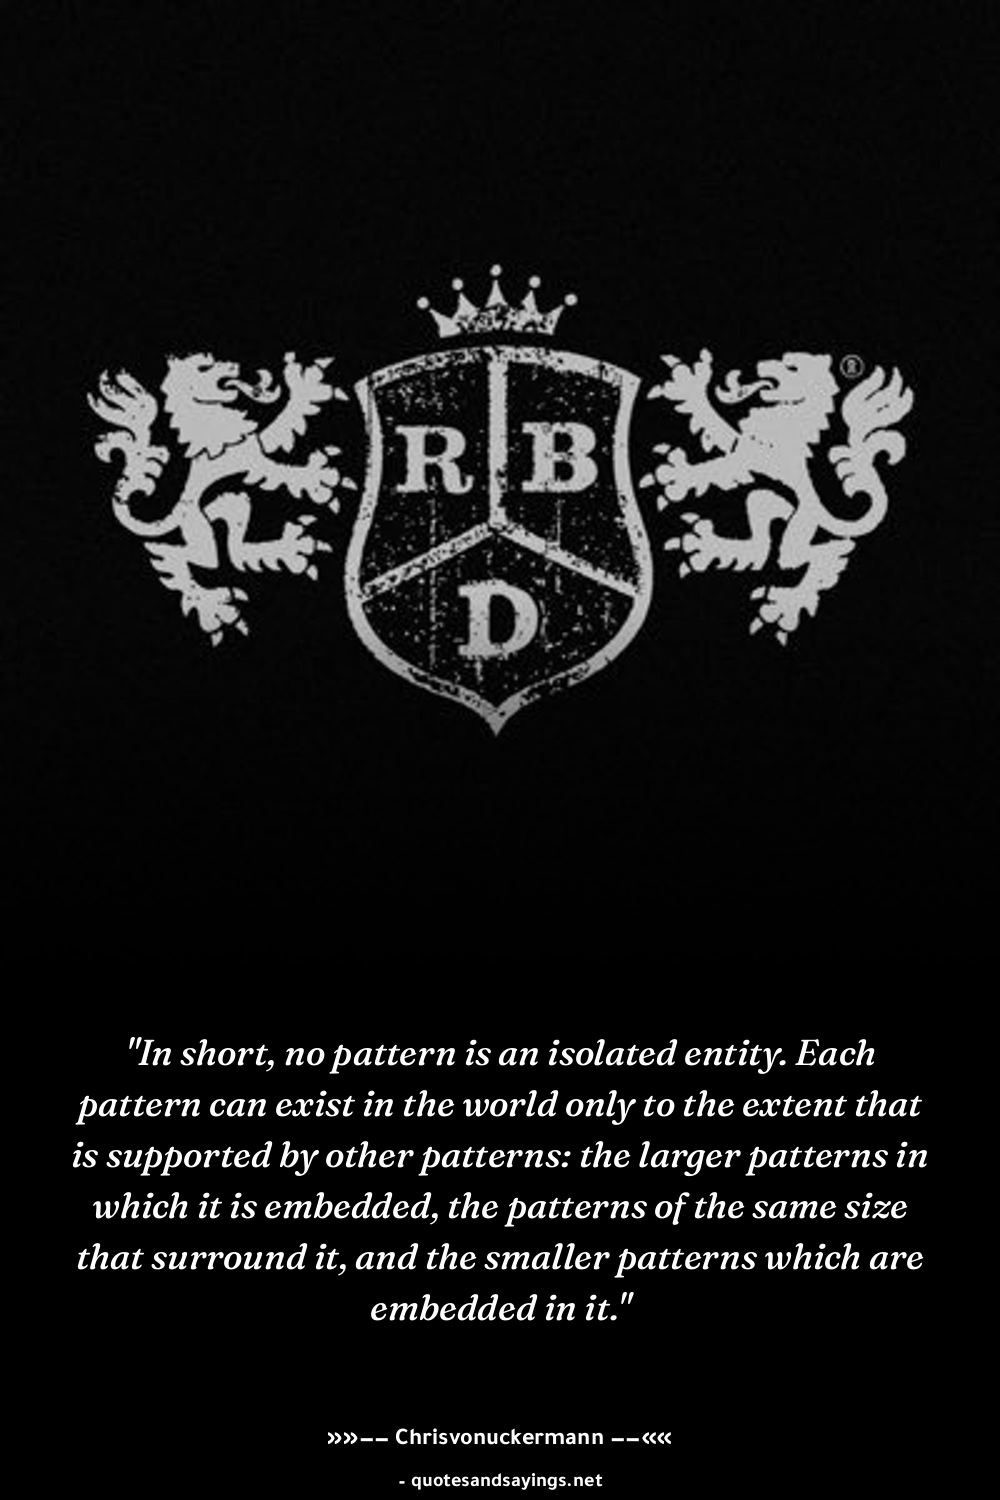 ®
R B
D
"In short, no pattern is an isolated entity. Each
pattern can exist in the world only to the extent that
is supported by other patterns: the larger patterns in
which it is embedded, the patterns of the same size
that surround it, and the smaller patterns which are
embedded in it."
»»–– Chrisvonuckermann ––««
- quotesandsayings.net